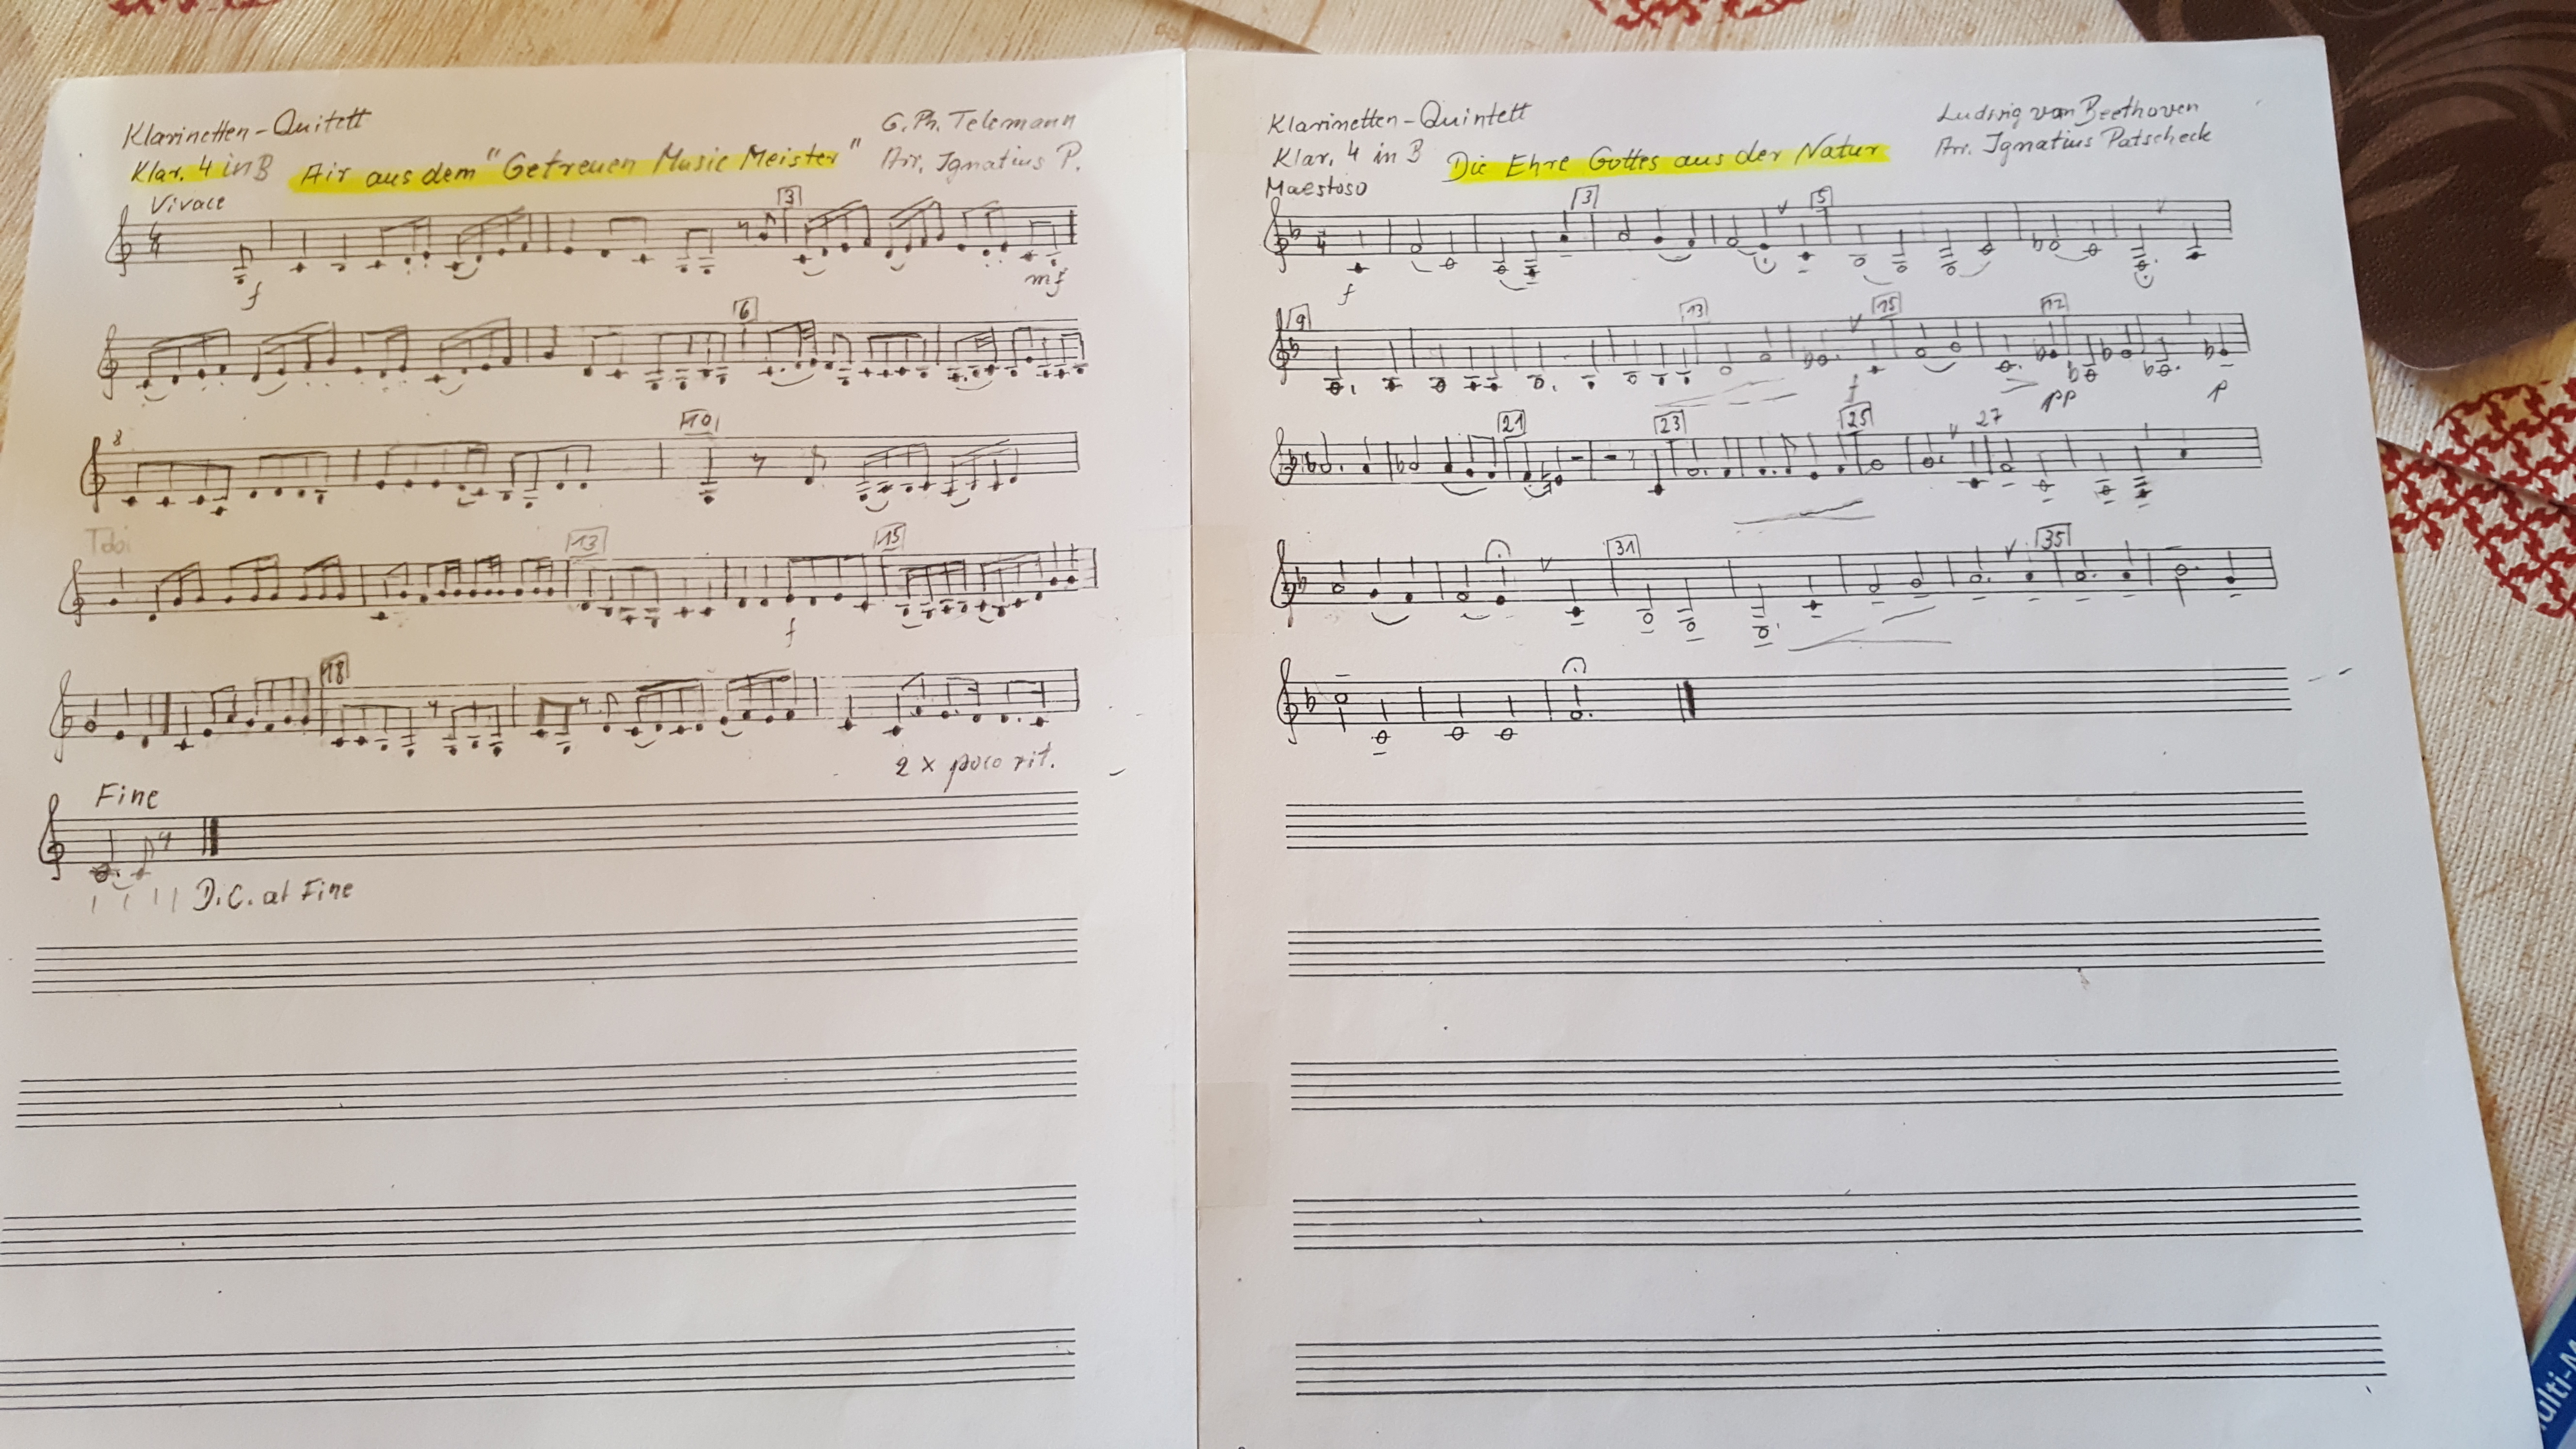 Klarinetten-Quitett
G. Ph. Telemann
Klar. 4 in B Air aus dem "Getreuen Music Meister" Arr. Ignatius P.
Vivace
3
f
mf
6
8
10
Tobi
13
15
f
18
2 x poco rit.
Fine
D.C. al Fine
Klarinetten-Quintett
Ludwig van Beethoven
Klar. 4 in B Die Ehre Gottes aus der Natur Arr. Ignatius Patscheck
Maestoso
3
5
f
9
13
15
f
pp
p
21
23
25
27
31
35